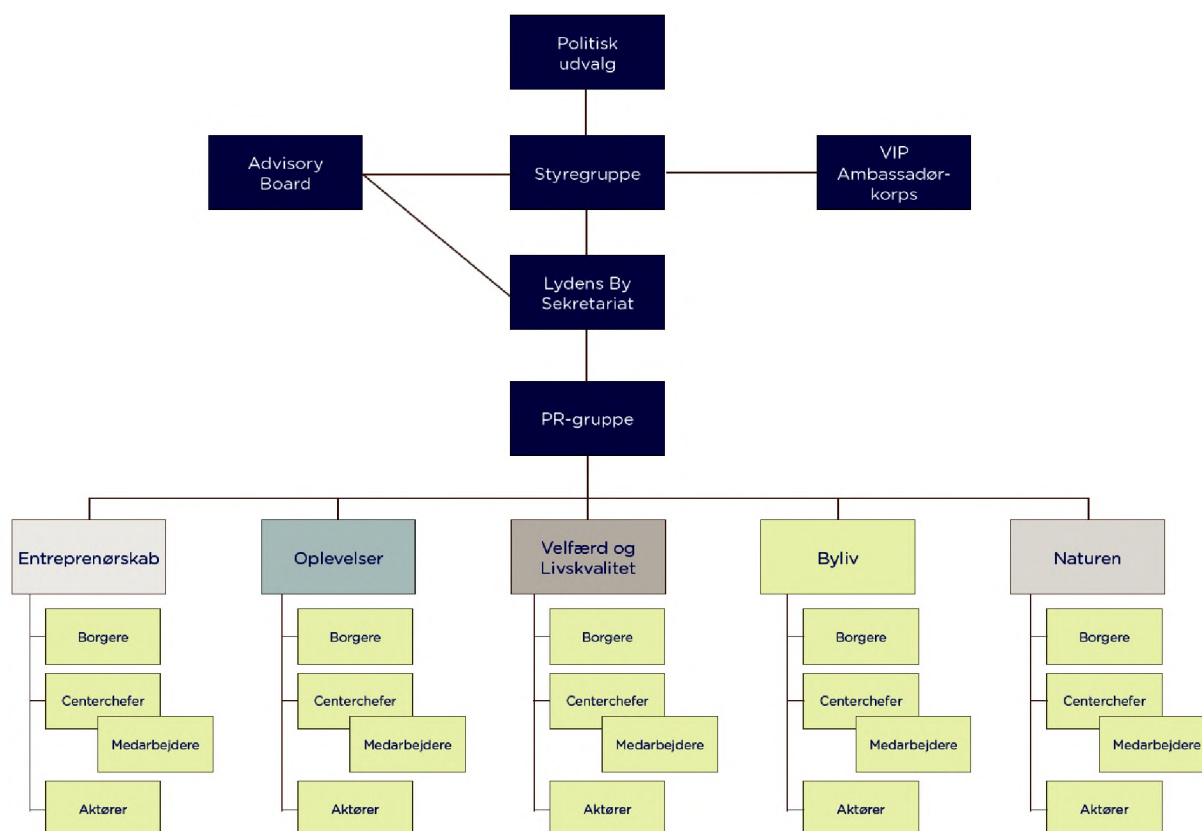 Politisk
udvalg
Advisory
Board
Styregruppe
VIP
Ambassadør-
korps
Lydens By
Sekretariat
PR-gruppe
Entreprenørskab
Oplevelser
Velfærd og
Livskvalitet
Byliv
Naturen
Borgere
Borgere
Borgere
Borgere
Borgere
Centerchefer
Centerchefer
Centerchefer
Centerchefer
Centerchefer
Medarbejdere
Medarbejdere
Medarbejdere
Medarbejdere
Medarbejdere
Aktører
Aktører
Aktører
Aktører
Aktører